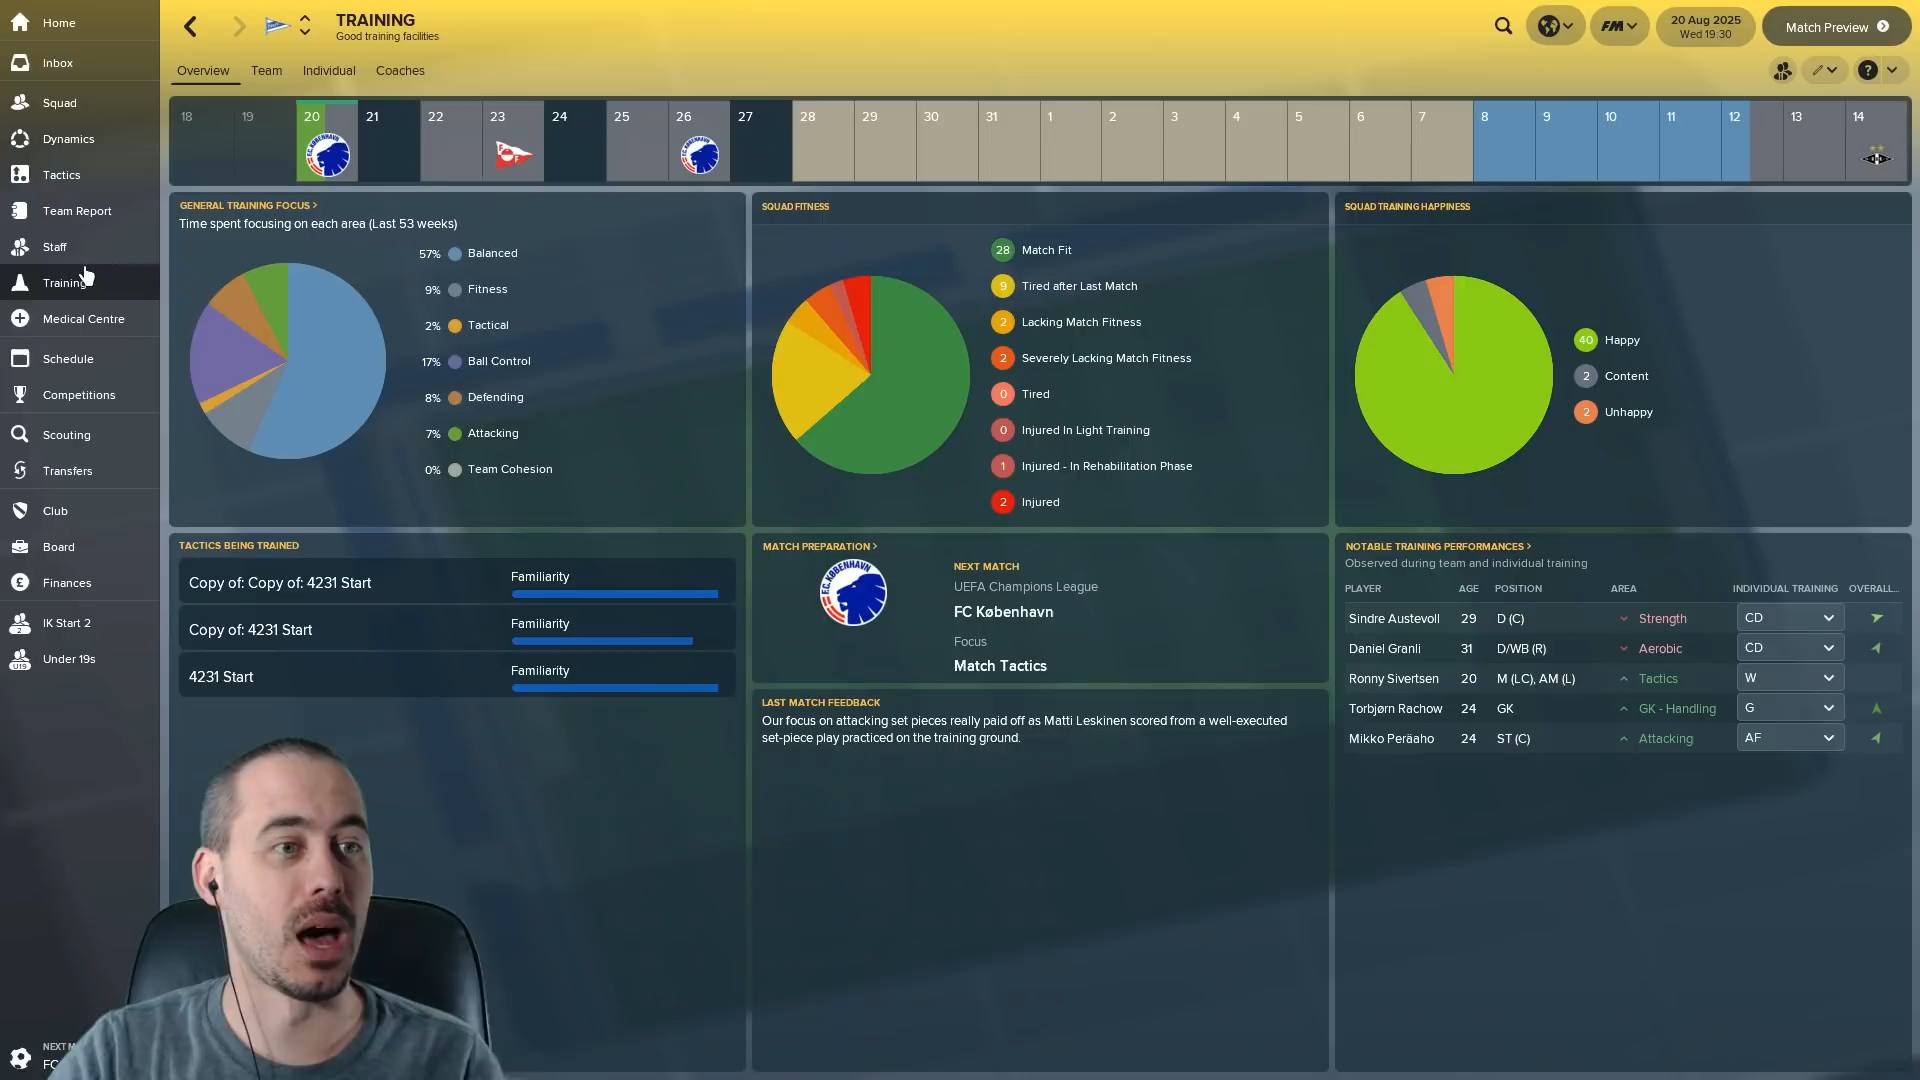 Home
Inbox
Squad
Dynamics
Tactics
Team Report
Staff
Training
Medical Centre
Schedule
Competitions
Scouting
Transfers
Club
Board
Finances
2
IK Start 2
U19
Under 19s
TRAINING
Good training facilities
FM
20 Aug 2025
Wed 19:30
Match Preview
Overview
Team
Individual
Coaches
18 19 20 21 22 23 24 25 26 27 28 29 30 31 1 2 3 4 5 6 7 8 9 10 11 12 13 14
GENERAL TRAINING FOCUS >
Time spent focusing on each area (Last 53 weeks)
57% Balanced
9% Fitness
2% Tactical
17% Ball Control
8% Defending
7% Attacking
0% Team Cohesion
SQUAD FITNESS
28 Match Fit
9 Tired after Last Match
2 Lacking Match Fitness
2 Severely Lacking Match Fitness
0 Tired
0 Injured In Light Training
1 Injured - In Rehabilitation Phase
2 Injured
SQUAD TRAINING HAPPINESS
40 Happy
2 Content
2 Unhappy
TACTICS BEING TRAINED
Copy of: Copy of: 4231 Start Familiarity
Copy of: 4231 Start Familiarity
4231 Start Familiarity
MATCH PREPARATION >
F.C. KØBENHAVN
NEXT MATCH
UEFA Champions League
FC København
Focus
Match Tactics
LAST MATCH FEEDBACK
Our focus on attacking set pieces really paid off as Matti Leskinen scored from a well-executed
set-piece play practiced on the training ground.
NOTABLE TRAINING PERFORMANCES >
Observed during team and individual training
PLAYER AGE POSITION AREA INDIVIDUAL TRAINING OVERALL...
Sindre Austevoll 29 D (C) Strength CD
Daniel Granli 31 D/WB (R) Aerobic CD
Ronny Sivertsen 20 M (LC), AM (L) Tactics W
Torbjørn Rachow 24 GK GK - Handling G
Mikko Peräaho 24 ST (C) Attacking AF
NEXT M
FC